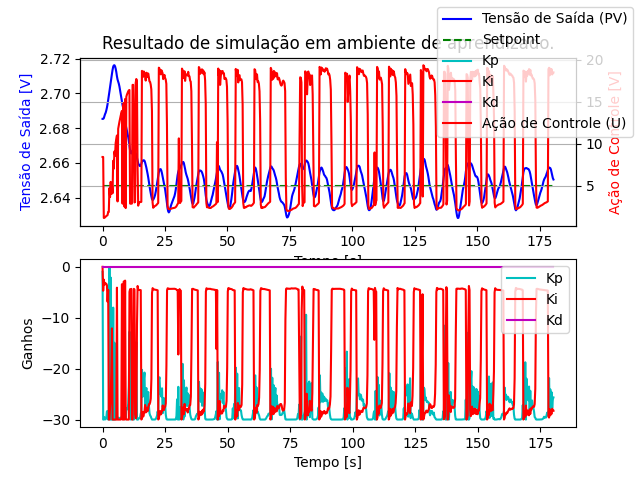 Resultado de simulação em ambiente de aprendizado.
Tensão de Saída (PV)
Setpoint
Kp
Ki
Kd
Ação de Controle (U)
2.72
2.70
2.68
2.66
2.64
Tensão de Saída [V]
20
15
10
5
Ação de Controle [V]
0
25
50
75
100
125
150
175
Tempo [s]
0
−10
−20
−30
Ganhos
Kp
Ki
Kd
0
25
50
75
100
125
150
175
Tempo [s]